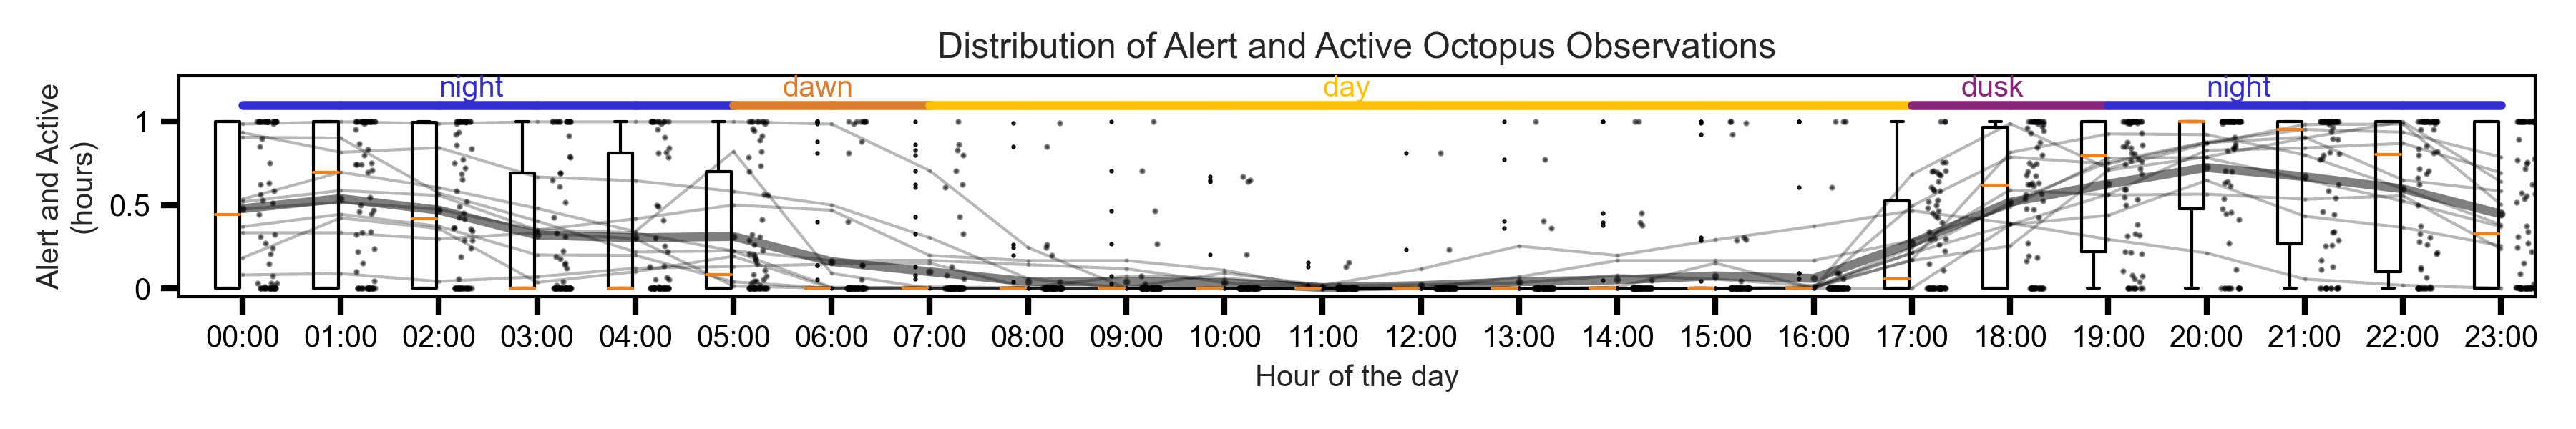 Distribution of Alert and Active Octopus Observations
night dawn day dusk night
Alert and Active
(hours)
1
0.5
0
00:00 01:00 02:00 03:00 04:00 05:00 06:00 07:00 08:00 09:00 10:00 11:00 12:00 13:00 14:00 15:00 16:00 17:00 18:00 19:00 20:00 21:00 22:00 23:00
Hour of the day